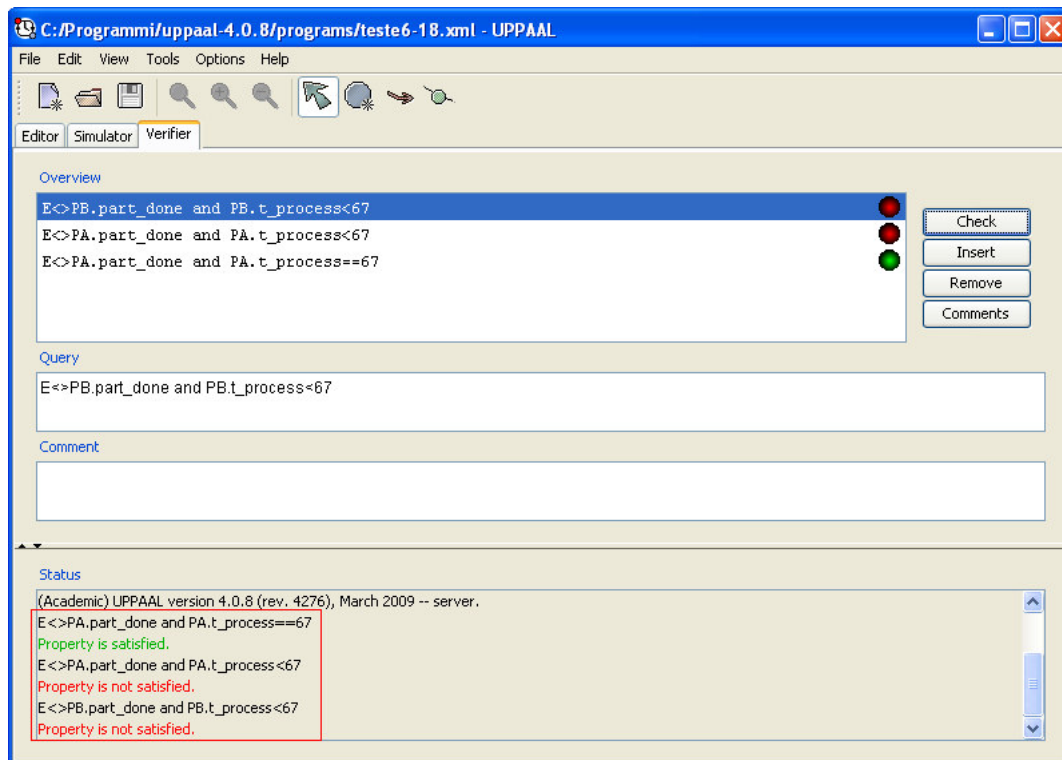 C:/Programmi/uppaal-4.0.8/programs/teste6-18.xml - UPPAAL
File Edit View Tools Options Help
Editor Simulator Verifier
Overview
E<>PB.part_done and PB.t_process<67
E<>PA.part_done and PA.t_process<67
E<>PA.part_done and PA.t_process==67
Check
Insert
Remove
Comments
Query
E<>PB.part_done and PB.t_process<67
Comment
Status
(Academic) UPPAAL version 4.0.8 (rev. 4276), March 2009 -- server.
E<>PA.part_done and PA.t_process==67
Property is satisfied.
E<>PA.part_done and PA.t_process<67
Property is not satisfied.
E<>PB.part_done and PB.t_process<67
Property is not satisfied.